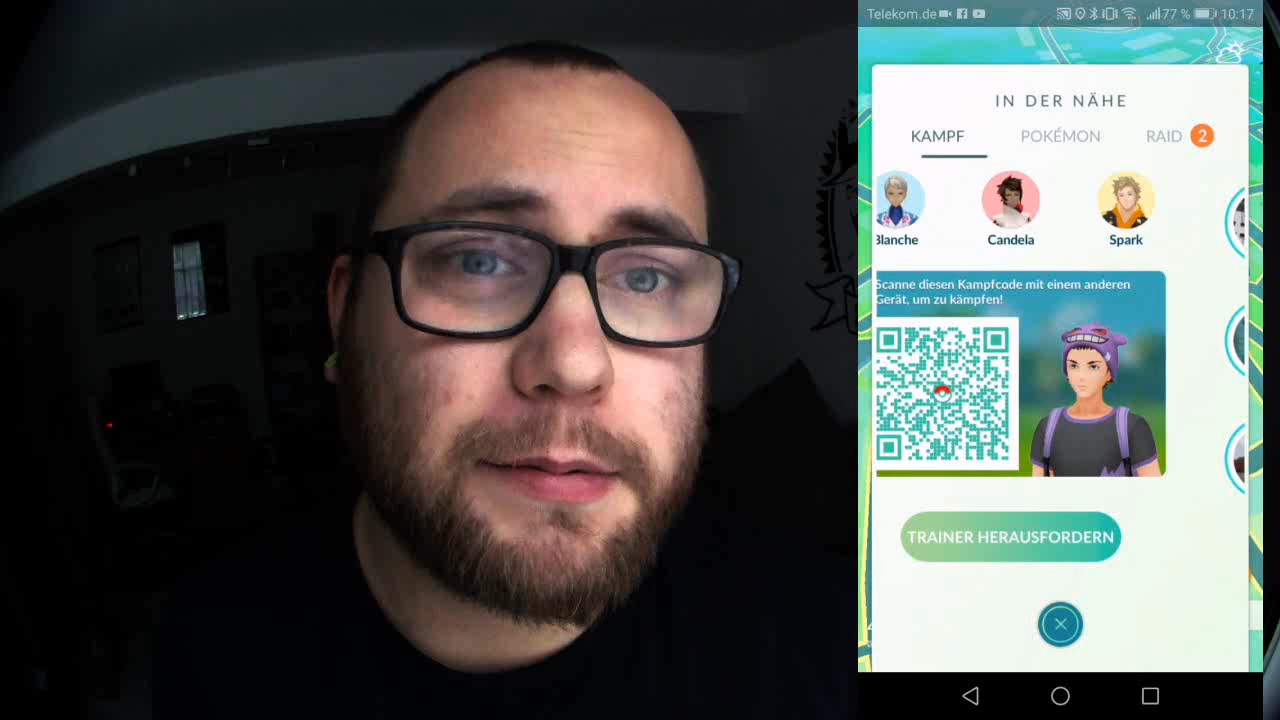 Telekom.de
77 %
10:17
IN DER NÄHE
KAMPF POKÉMON RAID 2
Blanche Candela Spark
Scanne diesen Kampfcode mit einem anderen
Gerät, um zu kämpfen!
TRAINER HERAUSFORDERN